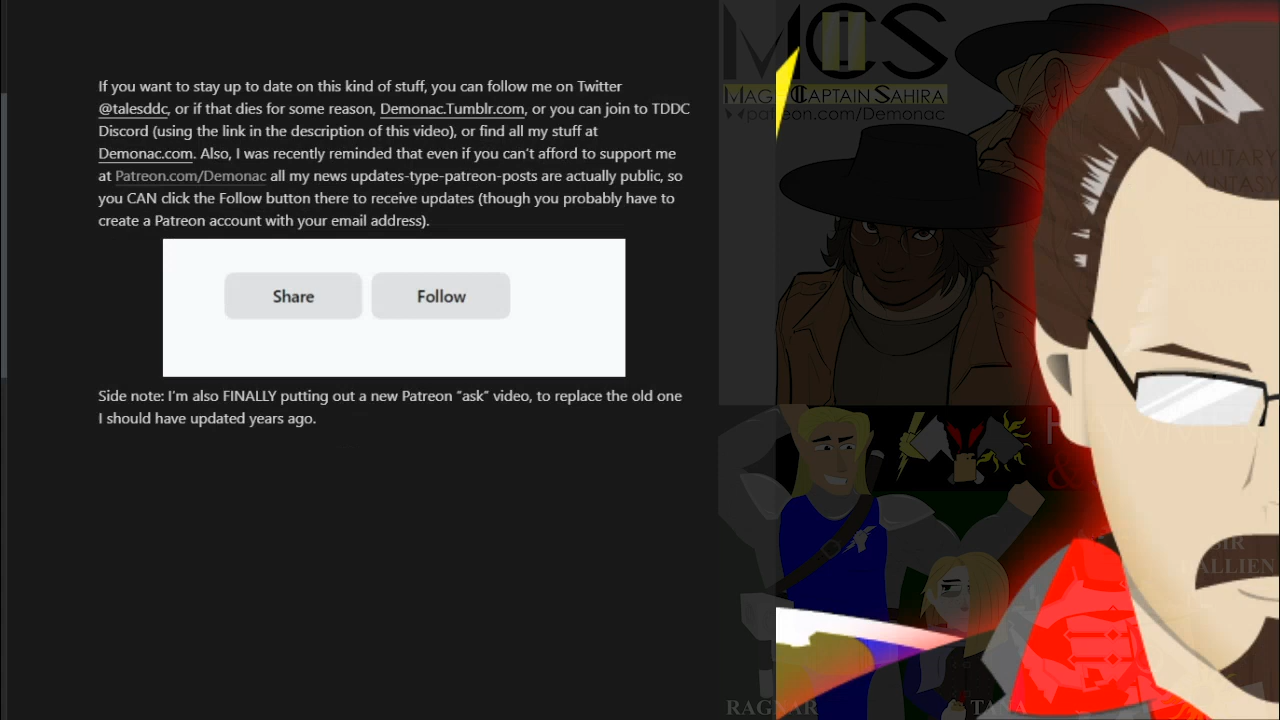 If you want to stay up to date on this kind of stuff, you can follow me on Twitter
@talesddc, or if that dies for some reason, Demonac.Tumblr.com, or you can join to TDDC
Discord (using the link in the description of this video), or find all my stuff at
Demonac.com. Also, I was recently reminded that even if you can't afford to support me
at Patreon.com/Demonac all my news updates-type-patreon-posts are actually public, so
you CAN click the Follow button there to receive updates (though you probably have to
create a Patreon account with your email address).
Share Follow
Side note: I'm also FINALLY putting out a new Patreon "ask" video, to replace the old one
I should have updated years ago.
MCS
MAGE CAPTAIN SAHIRA
patreon.com/Demonac
MILITARY
RAGNAR
TANA